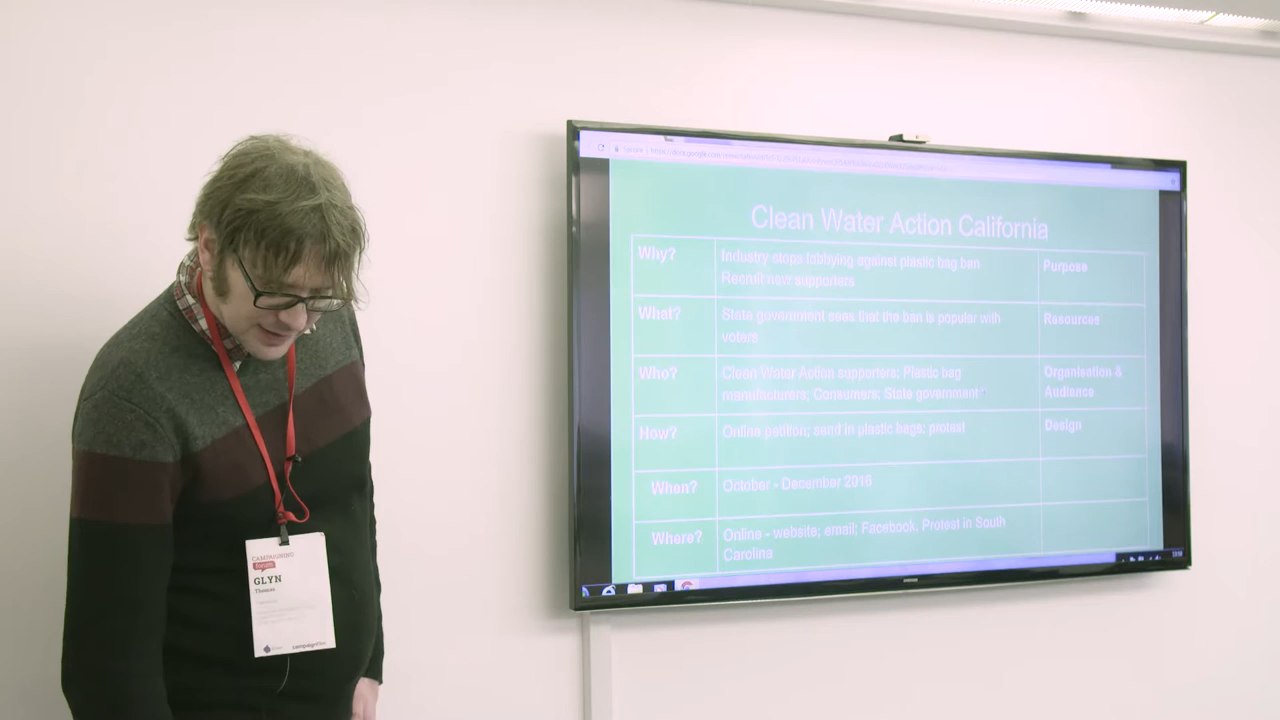 CAMPAIGNING
forum
GLYN
Thomas
Secure
Clean Water Action California
Why?
Industry stops lobbying against plastic bag ban
Recruit new supporters
Purpose
What?
State government sees that the ban is popular with
voters
Resources
Who?
Clean Water Action supporters; Plastic bag
manufacturers; Consumers; State government
Organisation &
Audience
How?
Online petition; send in plastic bags; protest
Design
When?
October - December 2016
Where?
Online - website; email; Facebook. Protest in South
Carolina
SAMSUNG